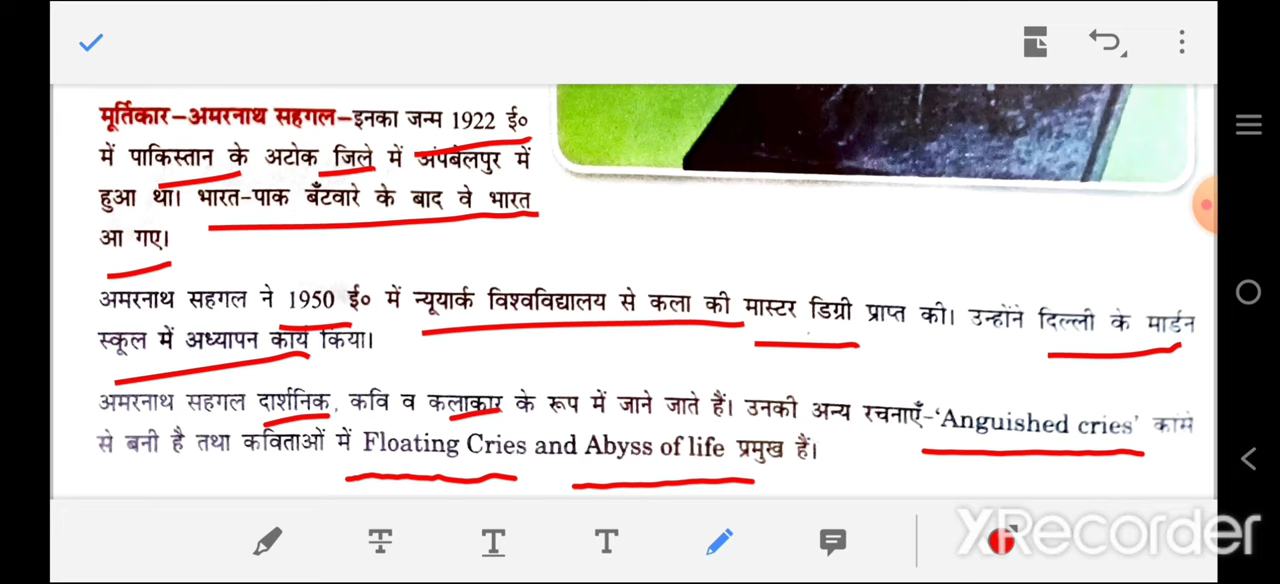 मूर्तिकार–अमरनाथ सहगल–इनका जन्म 1922 ई०
में पाकिस्तान के अटोक जिले में अंपबेलपुर में
हुआ था। भारत-पाक बँटवारे के बाद वे भारत
आ गए।
अमरनाथ सहगल ने 1950 ई० में न्यूयार्क विश्वविद्यालय से कला की मास्टर डिग्री प्राप्त की। उन्होंने दिल्ली के मार्डन
स्कूल में अध्यापन कार्य किया।
अमरनाथ सहगल दार्शनिक, कवि व कलाकार के रूप में जाने जाते हैं। उनकी अन्य रचनाएँ–‘Anguished cries’ कांसे
से बनी है तथा कविताओं में Floating Cries and Abyss of life प्रमुख हैं।
T T T
XRecorder